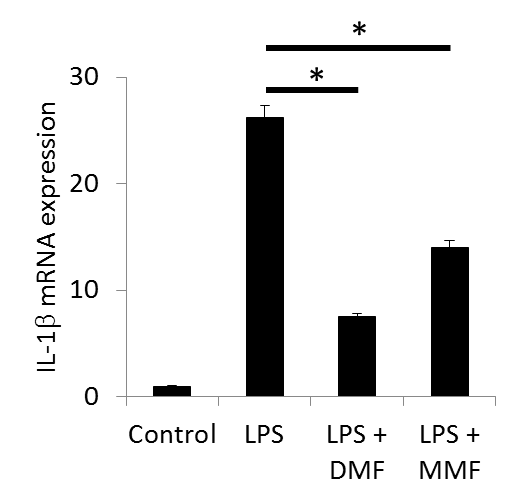 *
*
30
20
10
0
IL-1β mRNA expression
Control LPS LPS + LPS +
DMF MMF